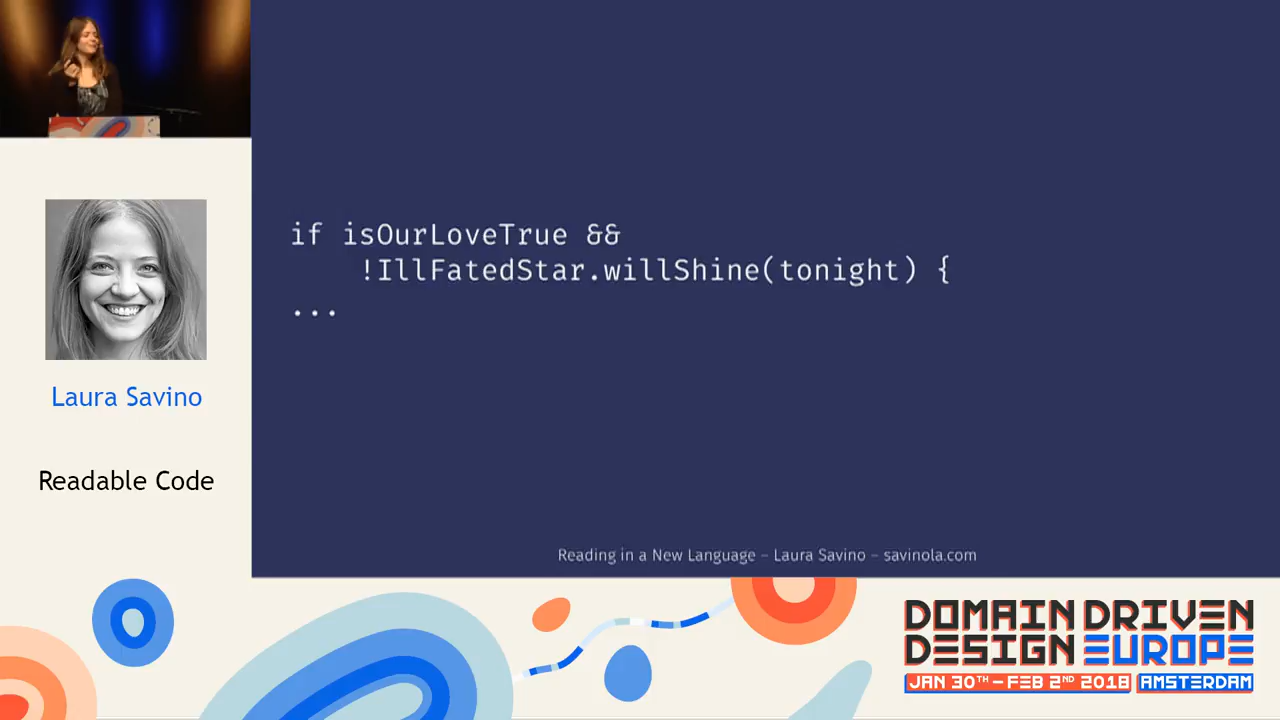 if isOurLoveTrue &&
!IllFatedStar.willShine(tonight) {
...
Laura Savino
Readable Code
Reading in a New Language – Laura Savino – savinola.com
DOMAIN DRIVEN
DESIGN EUROPE
JAN 30TH – FEB 2ND 2018 AMSTERDAM